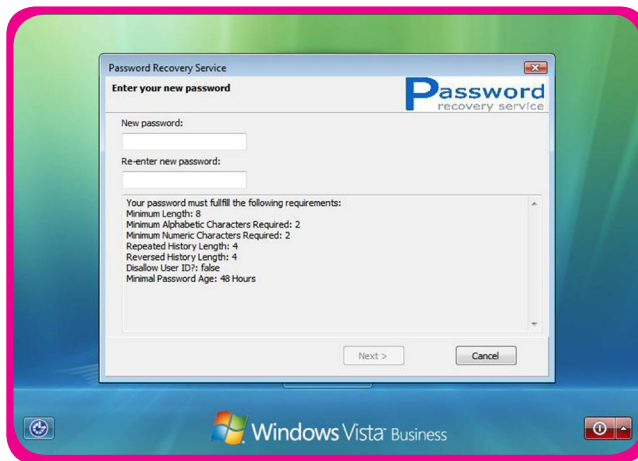 Password Recovery Service
Enter your new password
Password
recovery service
New password:
Re-enter new password:
Your password must fullfill the following requirements:
Minimum Length: 8
Minimum Alphabetic Characters Required: 2
Minimum Numeric Characters Required: 2
Repeated History Length: 4
Reversed History Length: 4
Disallow User ID?: false
Minimal Password Age: 48 Hours
Next >
Cancel
Windows Vista Business